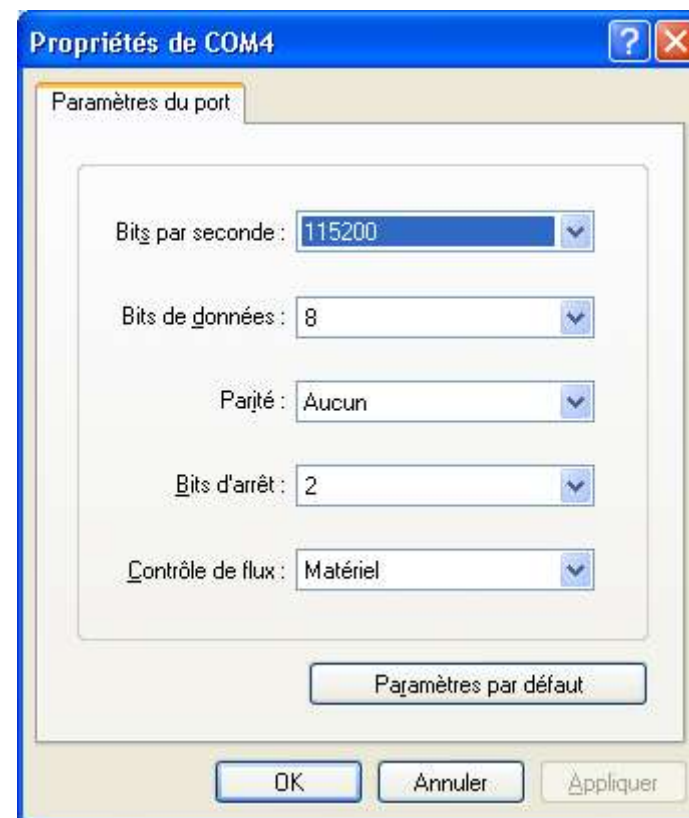 Propriétés de COM4
Paramètres du port
Bits par seconde : 115200
Bits de données : 8
Parité : Aucun
Bits d'arrêt : 2
Contrôle de flux : Matériel
Paramètres par défaut
OK Annuler Appliquer